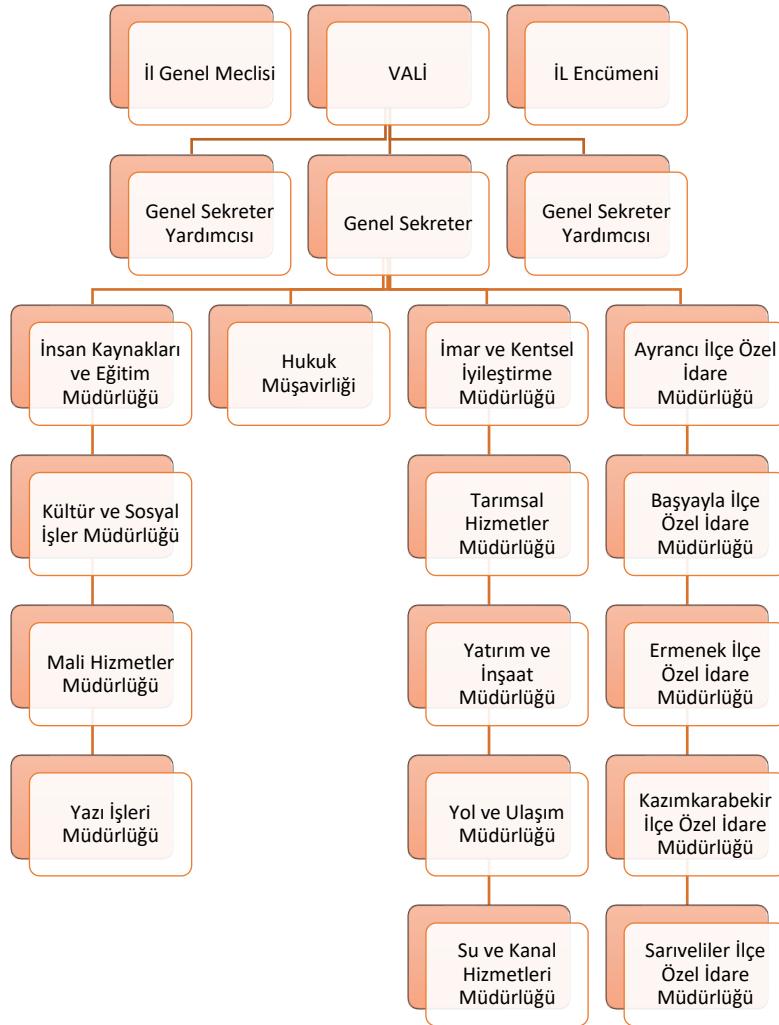 İl Genel Meclisi
VALİ
İL Encümeni
Genel Sekreter
Yardımcısı
Genel Sekreter
Genel Sekreter
Yardımcısı
İnsan Kaynakları
ve Eğitim
Müdürlüğü
Hukuk
Müşavirliği
İmar ve Kentsel
İyileştirme
Müdürlüğü
Ayrancı İlçe Özel
İdare
Müdürlüğü
Kültür ve Sosyal
İşler Müdürlüğü
Tarımsal
Hizmetler
Müdürlüğü
Başyayla İlçe
Özel İdare
Müdürlüğü
Mali Hizmetler
Müdürlüğü
Yatırım ve
İnşaat
Müdürlüğü
Ermenek İlçe
Özel İdare
Müdürlüğü
Yazı İşleri
Müdürlüğü
Yol ve Ulaşım
Müdürlüğü
Kazımkarabekir
İlçe Özel İdare
Müdürlüğü
Su ve Kanal
Hizmetleri
Müdürlüğü
Sarıveliler İlçe
Özel İdare
Müdürlüğü